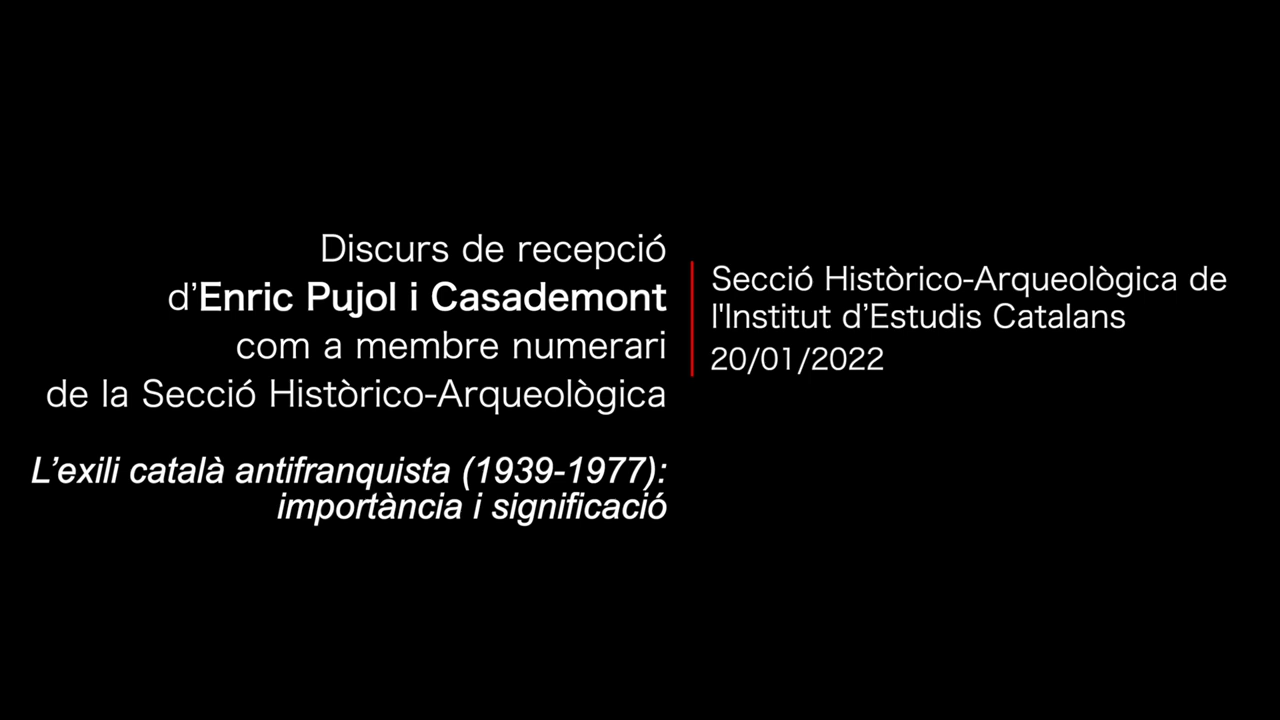 Discurs de recepció
d’Enric Pujol i Casademont
com a membre numerari
de la Secció Històrico-Arqueològica
L’exili català antifranquista (1939-1977):
importància i significació
Secció Històrico-Arqueològica de
l'Institut d’Estudis Catalans
20/01/2022